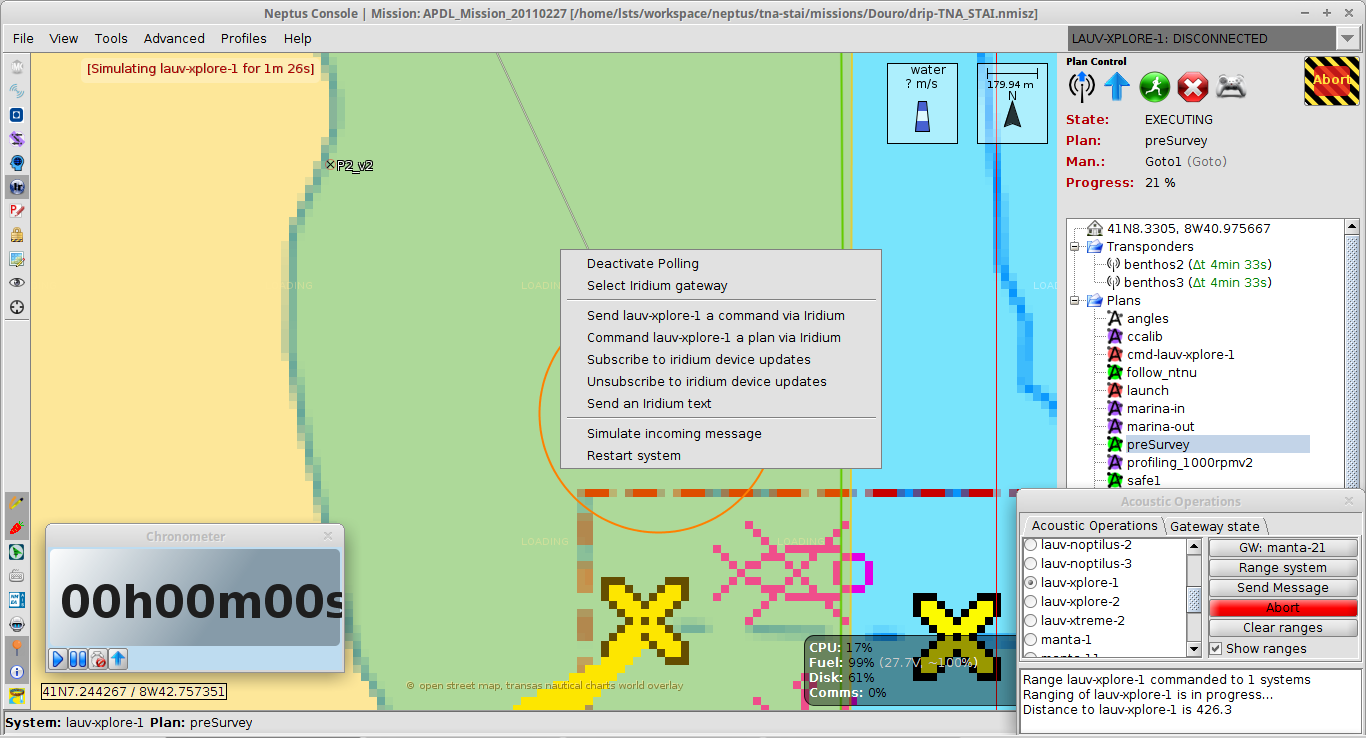 Neptus Console | Mission: APDL_Mission_20110227 [/home/lsts/workspace/neptus/tna-stai/missions/Douro/drip-TNA_STAI.nmisz]
File View Tools Advanced Profiles Help
LAUV-XPLORE-1: DISCONNECTED
[Simulating lauv-xplore-1 for 1m 26s]
water
? m/s
179.94 m
N
P2_v2
Plan Control
Abort
State: EXECUTING
Plan: preSurvey
Man.: Goto1 (Goto)
Progress: 21 %
41N8.3305, 8W40.975667
Transponders
benthos2 (Δt 4min 33s)
benthos3 (Δt 4min 33s)
Plans
angles
ccalib
cmd-lauv-xplore-1
follow_ntnu
launch
marina-in
marina-out
preSurvey
profiling_1000rpmv2
safe1
LOADING
LOADING
Deactivate Polling
Select Iridium gateway
Send lauv-xplore-1 a command via Iridium
Command lauv-xplore-1 a plan via Iridium
Subscribe to iridium device updates
Unsubscribe to iridium device updates
Send an Iridium text
Simulate incoming message
Restart system
LOADING
Chronometer
00h00m00s
41N7.244267 / 8W42.757351
© open street map, transas nautical charts world overlay
CPU: 17%
Fuel: 99% (27.7V, ~100%)
Disk: 61%
Comms: 0%
Acoustic Operations
Acoustic Operations Gateway state
lauv-noptilus-2
lauv-noptilus-3
lauv-xplore-1
lauv-xplore-2
lauv-xtreme-2
manta-1
manta-11
GW: manta-21
Range system
Send Message
Abort
Clear ranges
Show ranges
Range lauv-xplore-1 commanded to 1 systems
Ranging of lauv-xplore-1 is in progress...
Distance to lauv-xplore-1 is 426.3
System: lauv-xplore-1 Plan: preSurvey